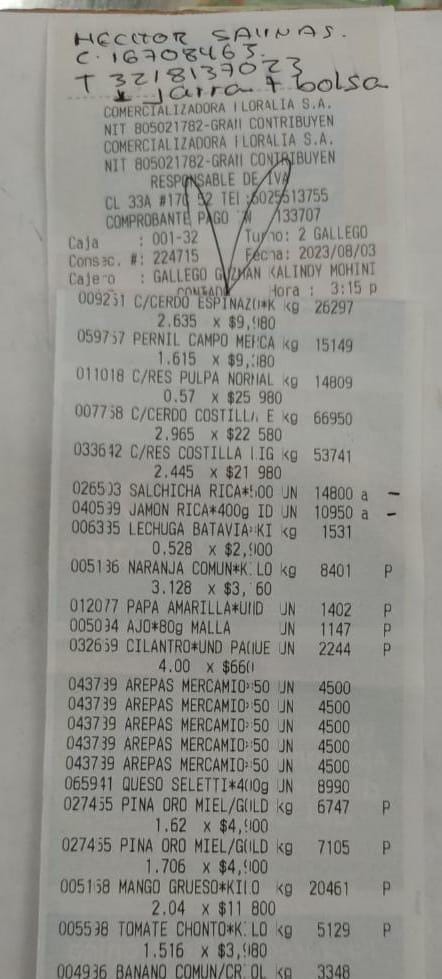 HECITOR SALINAS.
C. 16708463.
T 3218137023
jarra + bolsa
COMERCIALIZADORA FLORALIA S.A.
NIT 805021782-GRAN CONTRIBUYEN
COMERCIALIZADORA FLORALIA S.A.
NIT 805021782-GRAN CONTRIBUYEN
RESPONSABLE DE IVA
CL 33A #170 52 TEl :6025513755
COMPROBANTE PAGO N 133707
Caja : 001-32 Turno: 2 GALLEGO
Consec. #: 224715 Fecha: 2023/08/03
Cajero : GALLEGO GUZMAN KALINDY MOHINI
CONTADO Hora : 3:15 p
009251 C/CERDO ESPINAZO*K kg 26297
2.635 x $9,980
059757 PERNIL CAMPO MERCA kg 15149
1.615 x $9,380
011018 C/RES PULPA NORMAL kg 14809
0.57 x $25 980
007758 C/CERDO COSTILLA E kg 66950
2.965 x $22 580
033642 C/RES COSTILLA LIG kg 53741
2.445 x $21 980
026503 SALCHICHA RICA*500 UN 14800 a -
040599 JAMON RICA*400g ID UN 10950 a -
006335 LECHUGA BATAVIA*KI kg 1531
0.528 x $2,900
005136 NARANJA COMUN*KILO kg 8401 P
3.128 x $3, 60
012077 PAPA AMARILLA*UND UN 1402 P
005094 AJO*80g MALLA UN 1147 P
032659 CILANTRO*UND PAQUE UN 2244 P
4.00 x $660
043739 AREPAS MERCAMIO*50 UN 4500
043739 AREPAS MERCAMIO*50 UN 4500
043739 AREPAS MERCAMIO*50 UN 4500
043739 AREPAS MERCAMIO*50 UN 4500
043739 AREPAS MERCAMIO*50 UN 4500
065941 QUESO SELETTI*400g UN 8990
027455 PINA ORO MIEL/GOLD kg 6747 P
1.62 x $4,900
027455 PINA ORO MIEL/GOLD kg 7105 P
1.706 x $4,900
005158 MANGO GRUESO*KILO kg 20461 P
2.04 x $11 800
005598 TOMATE CHONTO*KILO kg 5129 P
1.516 x $3,980
004936 BANANO COMUN/CRIOL kg 3348